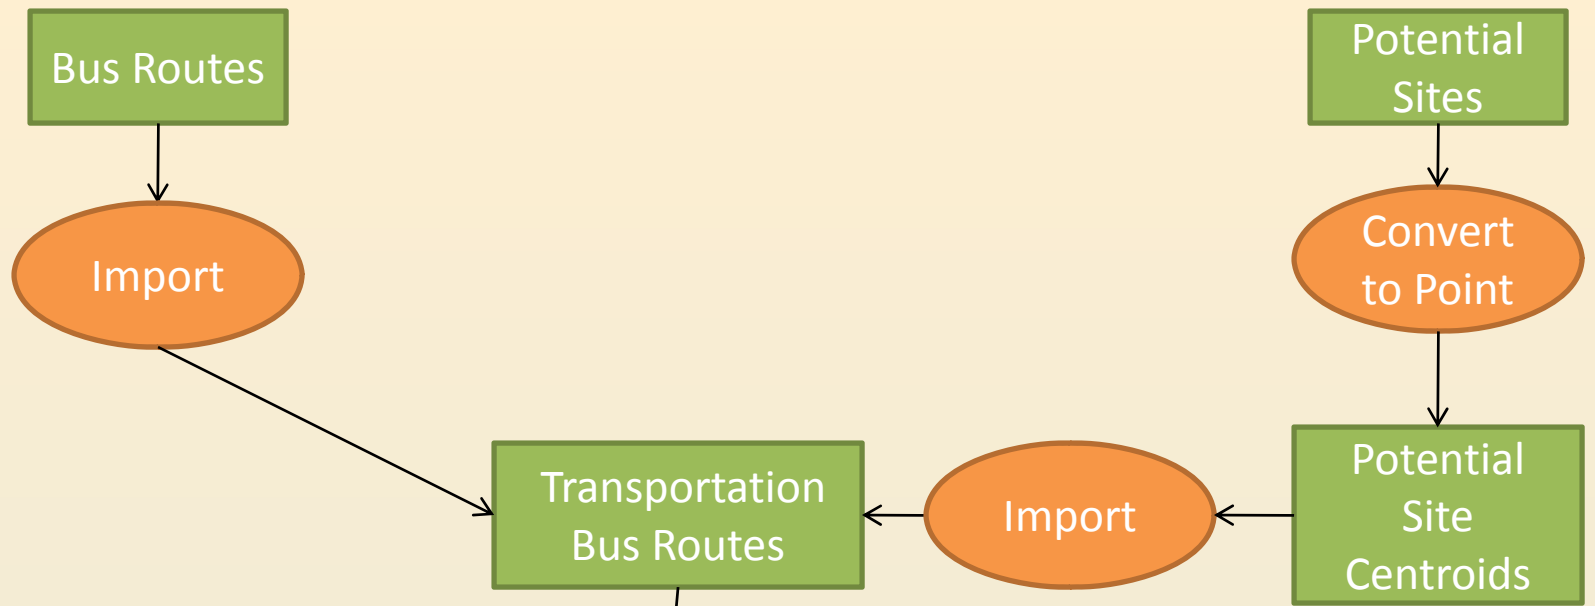 Bus Routes
Potential
Sites
Import
Convert
to Point
Transportation
Bus Routes
Import
Potential
Site
Centroids